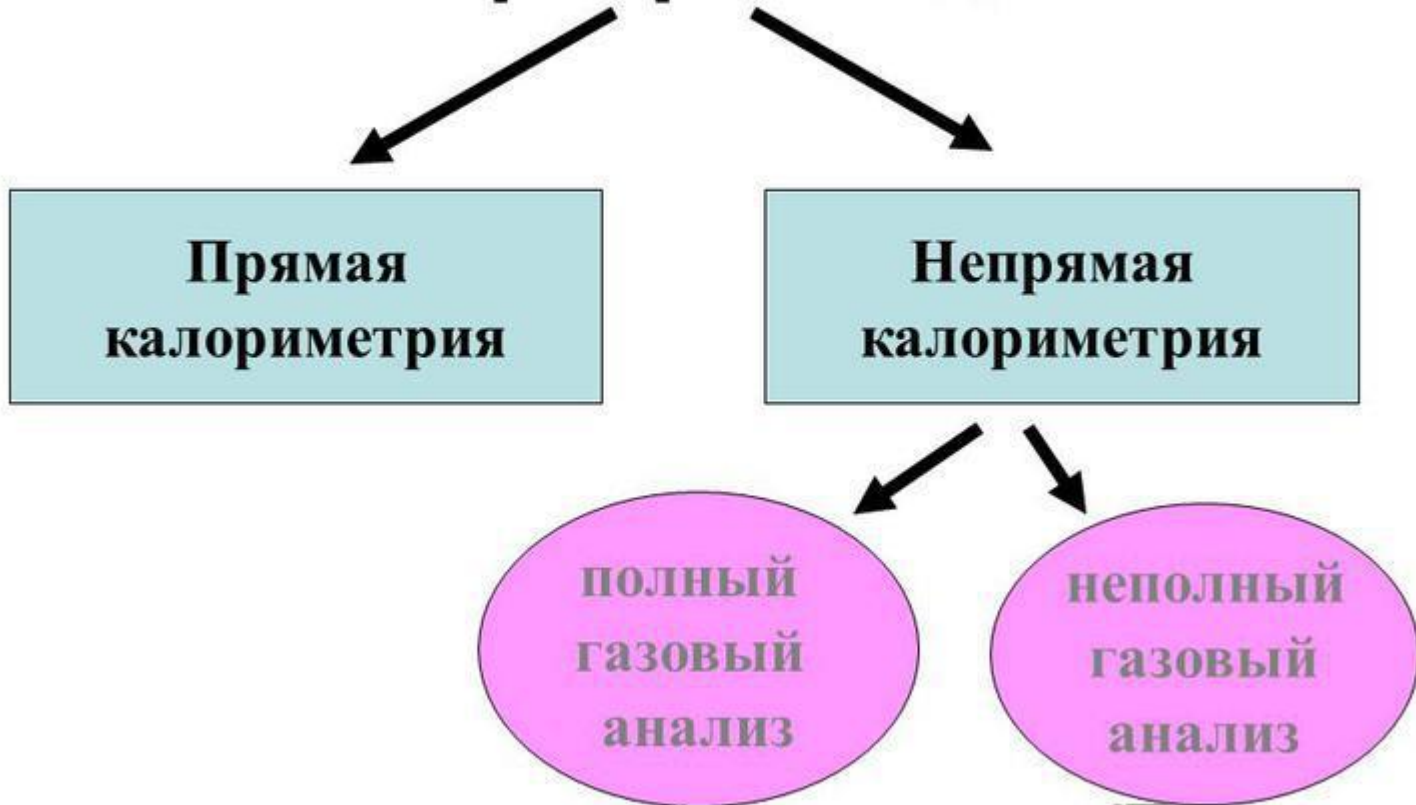 Прямая
калориметрия
Непрямая
калориметрия
полный
газовый
анализ
неполный
газовый
анализ